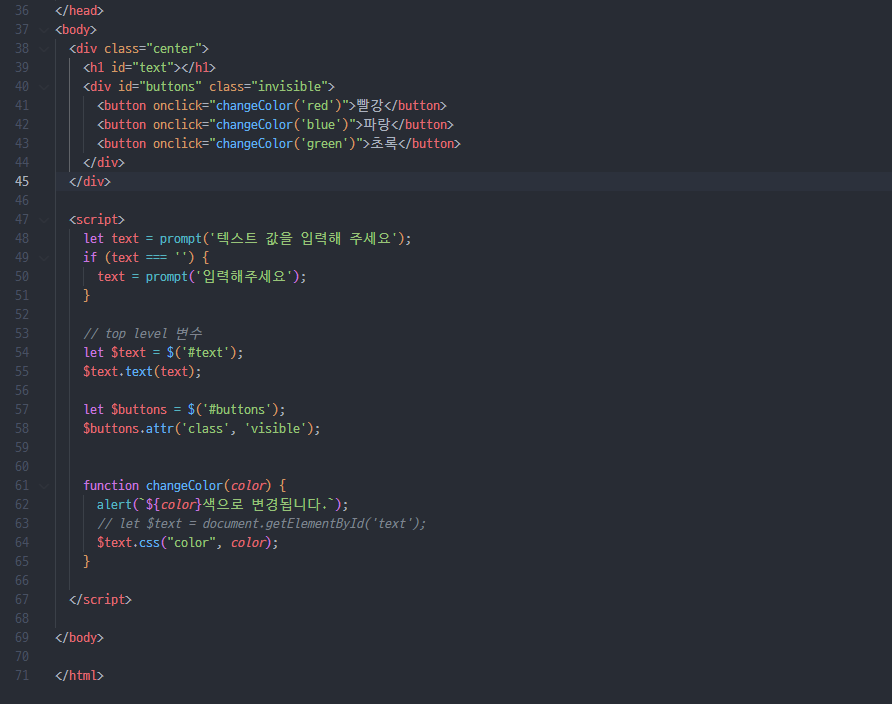 36 </head>
37 <body>
38 <div class="center">
39 <h1 id="text"></h1>
40 <div id="buttons" class="invisible">
41 <button onclick="changeColor('red')">빨강</button>
42 <button onclick="changeColor('blue')">파랑</button>
43 <button onclick="changeColor('green')">초록</button>
44 </div>
45 </div>
46
47 <script>
48 let text = prompt('텍스트 값을 입력해 주세요');
49 if (text === '') {
50 text = prompt('입력해주세요');
51 }
52
53 // top level 변수
54 let $text = $('#text');
55 $text.text(text);
56
57 let $buttons = $('#buttons');
58 $buttons.attr('class', 'visible');
59
60
61 function changeColor(color) {
62 alert(`${color}색으로 변경됩니다.`);
63 // let $text = document.getElementById('text');
64 $text.css("color", color);
65 }
66
67 </script>
68
69 </body>
70
71 </html>